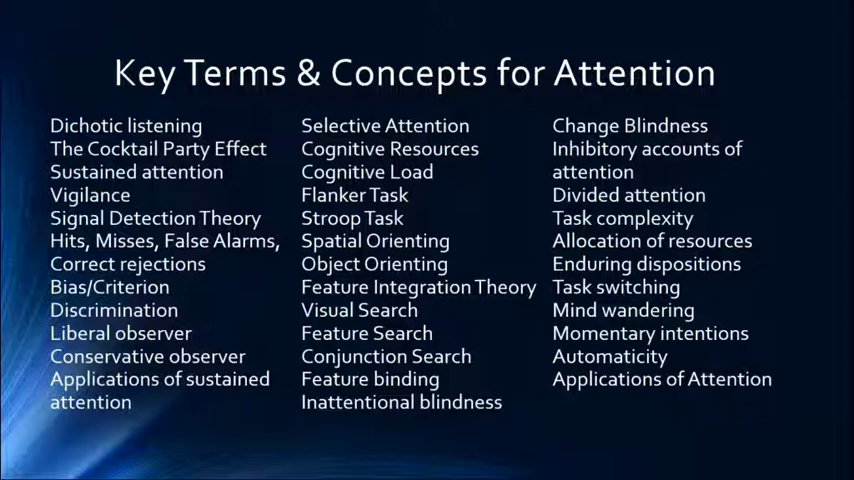 Key Terms & Concepts for Attention
Dichotic listening
The Cocktail Party Effect
Sustained attention
Vigilance
Signal Detection Theory
Hits, Misses, False Alarms,
Correct rejections
Bias/Criterion
Discrimination
Liberal observer
Conservative observer
Applications of sustained
attention
Selective Attention
Cognitive Resources
Cognitive Load
Flanker Task
Stroop Task
Spatial Orienting
Object Orienting
Feature Integration Theory
Visual Search
Feature Search
Conjunction Search
Feature binding
Inattentional blindness
Change Blindness
Inhibitory accounts of
attention
Divided attention
Task complexity
Allocation of resources
Enduring dispositions
Task switching
Mind wandering
Momentary intentions
Automaticity
Applications of Attention